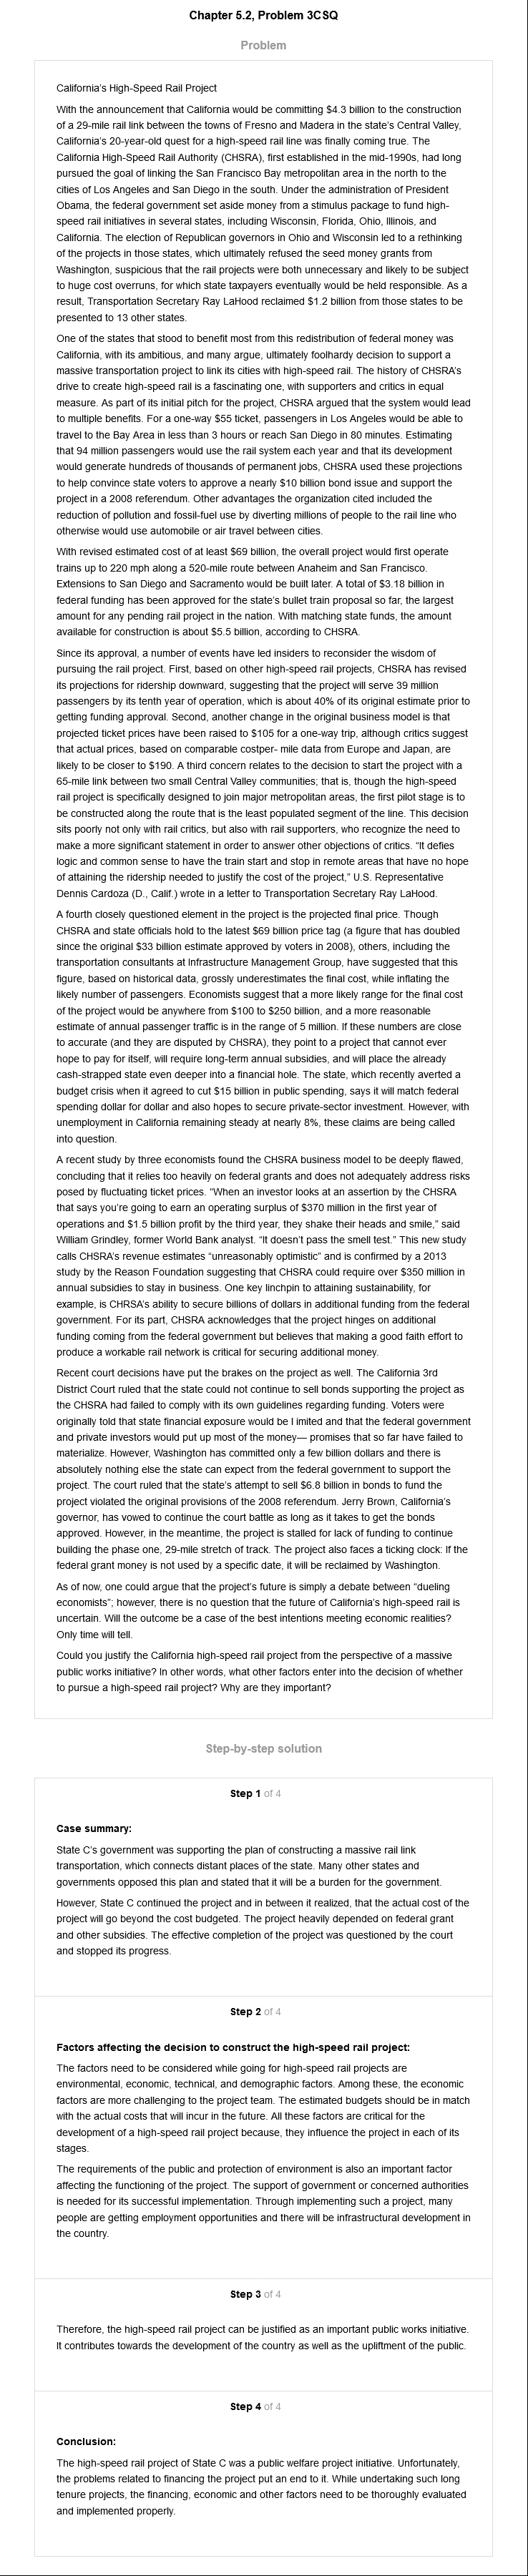 Chapter 5.2, Problem 3CSQ
Problem
California's High-Speed Rail Project
With the announcement that California would be committing $4.3 billion to the construction
of a 29-mile rail link between the towns of Fresno and Madera in the state's Central Valley,
California's 20-year-old quest for a high-speed rail line was finally coming true. The
California High-Speed Rail Authority (CHSRA), first established in the mid-1990s, had long
pursued the goal of linking the San Francisco Bay metropolitan area in the north to the
cities of Los Angeles and San Diego in the south. Under the administration of President
Obama, the federal government set aside money from a stimulus package to fund high-
speed rail initiatives in several states, including Wisconsin, Florida, Ohio, Illinois, and
California. The election of Republican governors in Ohio and Wisconsin led to a rethinking
of the projects in those states, which ultimately refused the seed money grants from
Washington, suspicious that the rail projects were both unnecessary and likely to be subject
to huge cost overruns, for which state taxpayers eventually would be held responsible. As a
result, Transportation Secretary Ray LaHood reclaimed $1.2 billion from those states to be
presented to 13 other states.
One of the states that stood to benefit most from this redistribution of federal money was
California, with its ambitious, and many argue, ultimately foolhardy decision to support a
massive transportation project to link its cities with high-speed rail. The history of CHSRA's
drive to create high-speed rail is a fascinating one, with supporters and critics in equal
measure. As part of its initial pitch for the project, CHSRA argued that the system would lead
to multiple benefits. For a one-way $55 ticket, passengers in Los Angeles would be able to
travel to the Bay Area in less than 3 hours or reach San Diego in 80 minutes. Estimating
that 94 million passengers would use the rail system each year and that its development
would generate hundreds of thousands of permanent jobs, CHSRA used these projections
to help convince state voters to approve a nearly $10 billion bond issue and support the
project in a 2008 referendum. Other advantages the organization cited included the
reduction of pollution and fossil-fuel use by diverting millions of people to the rail line who
otherwise would use automobile or air travel between cities.
With revised estimated cost of at least $69 billion, the overall project would first operate
trains up to 220 mph along a 520-mile route between Anaheim and San Francisco.
Extensions to San Diego and Sacramento would be built later. A total of $3.18 billion in
federal funding has been approved for the state's bullet train proposal so far, the largest
amount for any pending rail project in the nation. With matching state funds, the amount
available for construction is about $5.5 billion, according to CHSRA.
Since its approval, a number of events have led insiders to reconsider the wisdom of
pursuing the rail project. First, based on other high-speed rail projects, CHSRA has revised
its projections for ridership downward, suggesting that the project will serve 39 million
passengers by its tenth year of operation, which is about 40% of its original estimate prior to
getting funding approval. Second, another change in the original business model is that
projected ticket prices have been raised to $105 for a one-way trip, although critics suggest
that actual prices, based on comparable costper- mile data from Europe and Japan, are
likely to be closer to $190. A third concern relates to the decision to start the project with a
65-mile link between two small Central Valley communities; that is, though the high-speed
rail project is specifically designed to join major metropolitan areas, the first pilot stage is to
be constructed along the route that is the least populated segment of the line. This decision
sits poorly not only with rail critics, but also with rail supporters, who recognize the need to
make a more significant statement in order to answer other objections of critics. "It defies
logic and common sense to have the train start and stop in remote areas that have no hope
of attaining the ridership needed to justify the cost of the project," U.S. Representative
Dennis Cardoza (D., Calif.) wrote in a letter to Transportation Secretary Ray LaHood.
A fourth closely questioned element in the project is the projected final price. Though
CHSRA and state officials hold to the latest $69 billion price tag (a figure that has doubled
since the original $33 billion estimate approved by voters in 2008), others, including the
transportation consultants at Infrastructure Management Group, have suggested that this
figure, based on historical data, grossly underestimates the final cost, while inflating the
likely number of passengers. Economists suggest that a more likely range for the final cost
of the project would be anywhere from $100 to $250 billion, and a more reasonable
estimate of annual passenger traffic is in the range of 5 million. If these numbers are close
to accurate (and they are disputed by CHSRA), they point to a project that cannot ever
hope to pay for itself, will require long-term annual subsidies, and will place the already
cash-strapped state even deeper into a financial hole. The state, which recently averted a
budget crisis when it agreed to cut $15 billion in public spending, says it will match federal
spending dollar for dollar and also hopes to secure private-sector investment. However, with
unemployment in California remaining steady at nearly 8%, these claims are being called
into question.
A recent study by three economists found the CHSRA business model to be deeply flawed,
concluding that it relies too heavily on federal grants and does not adequately address risks
posed by fluctuating ticket prices. "When an investor looks at an assertion by the CHSRA
that says you're going to earn an operating surplus of $370 million in the first year of
operations and $1.5 billion profit by the third year, they shake their heads and smile," said
William Grindley, former World Bank analyst. "It doesn't pass the smell test." This new study
calls CHSRA's revenue estimates "unreasonably optimistic" and is confirmed by a 2013
study by the Reason Foundation suggesting that CHSRA could require over $350 million in
annual subsidies to stay in business. One key linchpin to attaining sustainability, for
example, is CHRSA's ability to secure billions of dollars in additional funding from the federal
government. For its part, CHSRA acknowledges that the project hinges on additional
funding coming from the federal government but believes that making a good faith effort to
produce a workable rail network is critical for securing additional money.
Recent court decisions have put the brakes on the project as well. The California 3rd
District Court ruled that the state could not continue to sell bonds supporting the project as
the CHSRA had failed to comply with its own guidelines regarding funding. Voters were
originally told that state financial exposure would be l imited and that the federal government
and private investors would put up most of the money— promises that so far have failed to
materialize. However, Washington has committed only a few billion dollars and there is
absolutely nothing else the state can expect from the federal government to support the
project. The court ruled that the state's attempt to sell $6.8 billion in bonds to fund the
project violated the original provisions of the 2008 referendum. Jerry Brown, California's
governor, has vowed to continue the court battle as long as it takes to get the bonds
approved. However, in the meantime, the project is stalled for lack of funding to continue
building the phase one, 29-mile stretch of track. The project also faces a ticking clock: If the
federal grant money is not used by a specific date, it will be reclaimed by Washington.
As of now, one could argue that the project's future is simply a debate between "dueling
economists"; however, there is no question that the future of California's high-speed rail is
uncertain. Will the outcome be a case of the best intentions meeting economic realities?
Only time will tell.
Could you justify the California high-speed rail project from the perspective of a massive
public works initiative? In other words, what other factors enter into the decision of whether
to pursue a high-speed rail project? Why are they important?
Step-by-step solution
Step 1 of 4
Case summary:
State C's government was supporting the plan of constructing a massive rail link
transportation, which connects distant places of the state. Many other states and
governments opposed this plan and stated that it will be a burden for the government.
However, State C continued the project and in between it realized, that the actual cost of the
project will go beyond the cost budgeted. The project heavily depended on federal grant
and other subsidies. The effective completion of the project was questioned by the court
and stopped its progress.
Step 2 of 4
Factors affecting the decision to construct the high-speed rail project:
The factors need to be considered while going for high-speed rail projects are
environmental, economic, technical, and demographic factors. Among these, the economic
factors are more challenging to the project team. The estimated budgets should be in match
with the actual costs that will incur in the future. All these factors are critical for the
development of a high-speed rail project because, they influence the project in each of its
stages.
The requirements of the public and protection of environment is also an important factor
affecting the functioning of the project. The support of government or concerned authorities
is needed for its successful implementation. Through implementing such a project, many
people are getting employment opportunities and there will be infrastructural development in
the country.
Step 3 of 4
Therefore, the high-speed rail project can be justified as an important public works initiative.
It contributes towards the development of the country as well as the upliftment of the public.
Step 4 of 4
Conclusion:
The high-speed rail project of State C was a public welfare project initiative. Unfortunately,
the problems related to financing the project put an end to it. While undertaking such long
tenure projects, the financing, economic and other factors need to be thoroughly evaluated
and implemented properly.